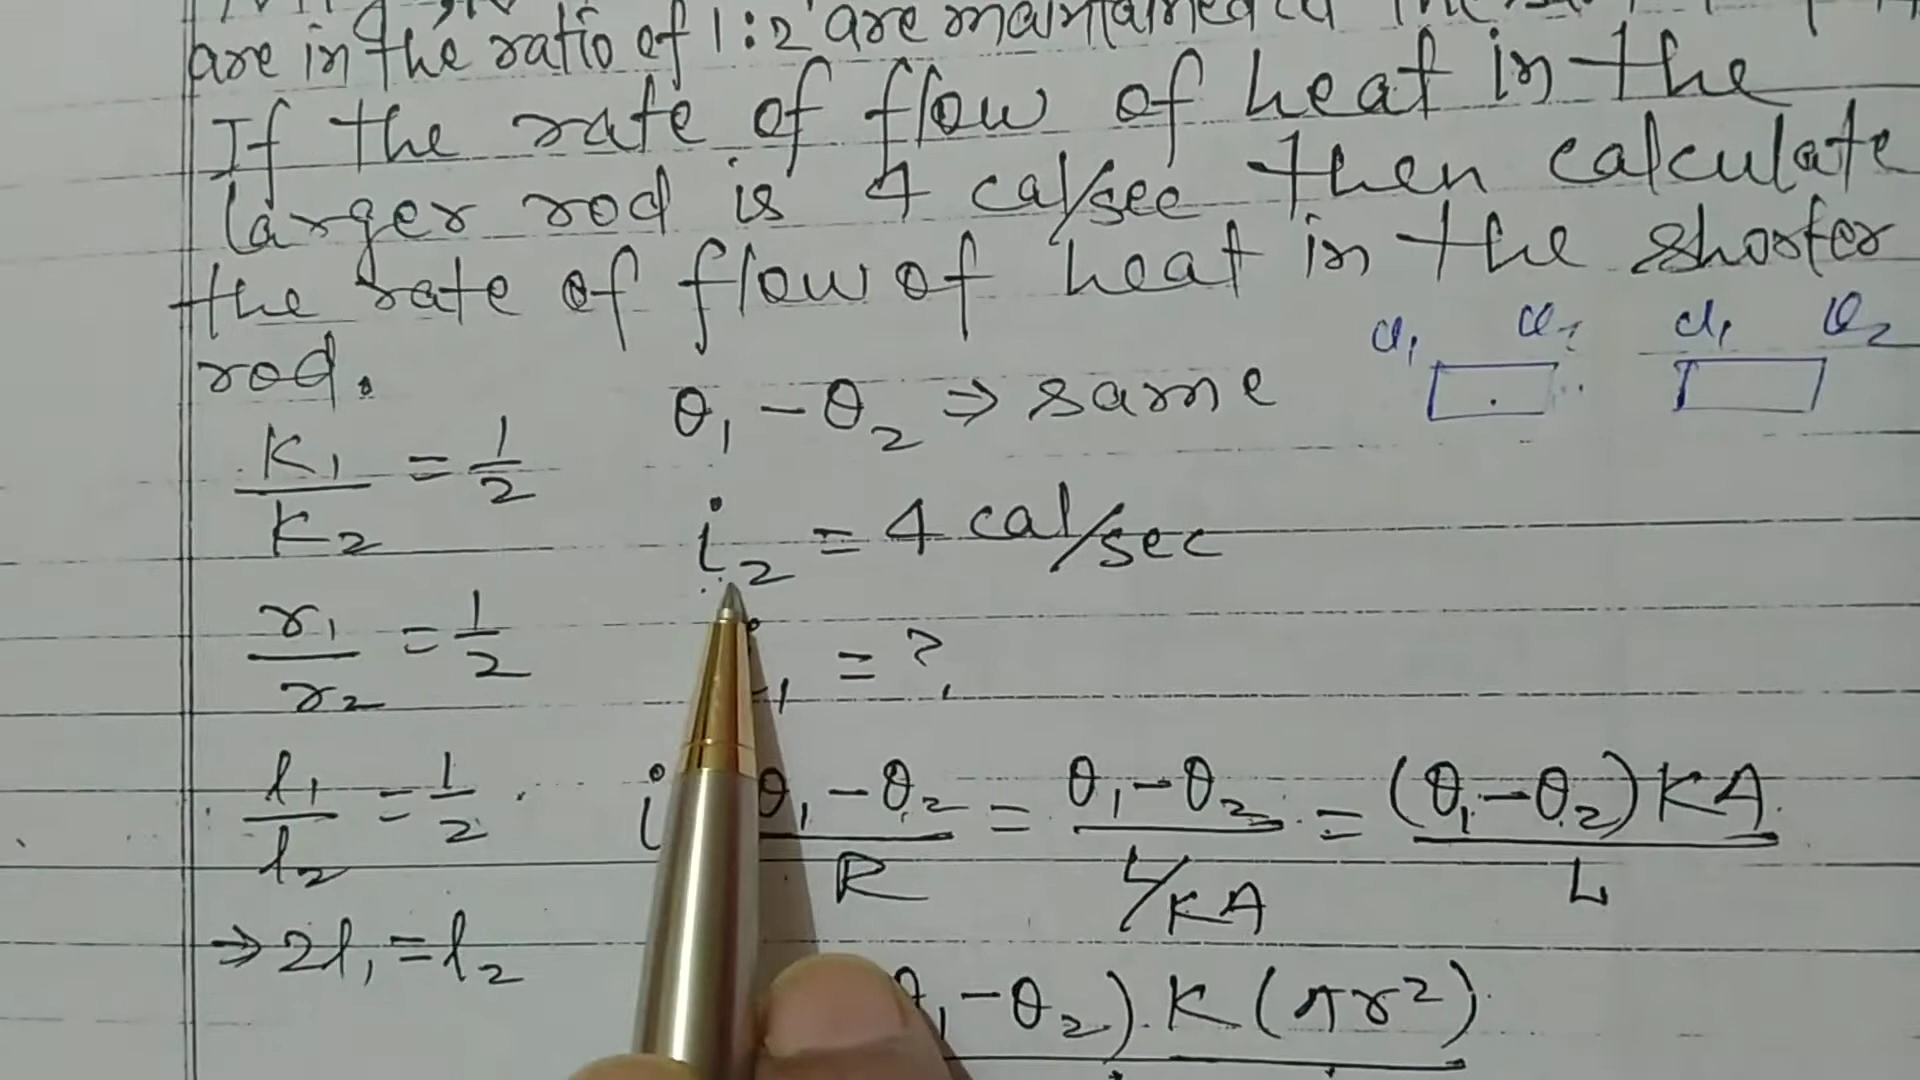 are in the ratio of 1:2 are maintained at the
If the rate of flow of heat in the
larger rod is 4 cal/sec then calculate
the rate of flow of heat in the shorter
rod.
θ₁ - θ₂ ⇒ same
K₁/K₂ = 1/2
i₂ = 4 cal/sec
r₁/r₂ = 1/2
₁ = ?
l₁/l₂ = 1/2
i θ₁ - θ₂ / R = θ₁ - θ₂ / L/KA = (θ₁ - θ₂) KA / L
⇒ 2l₁ = l₂
θ₁ - θ₂) K (πr²)